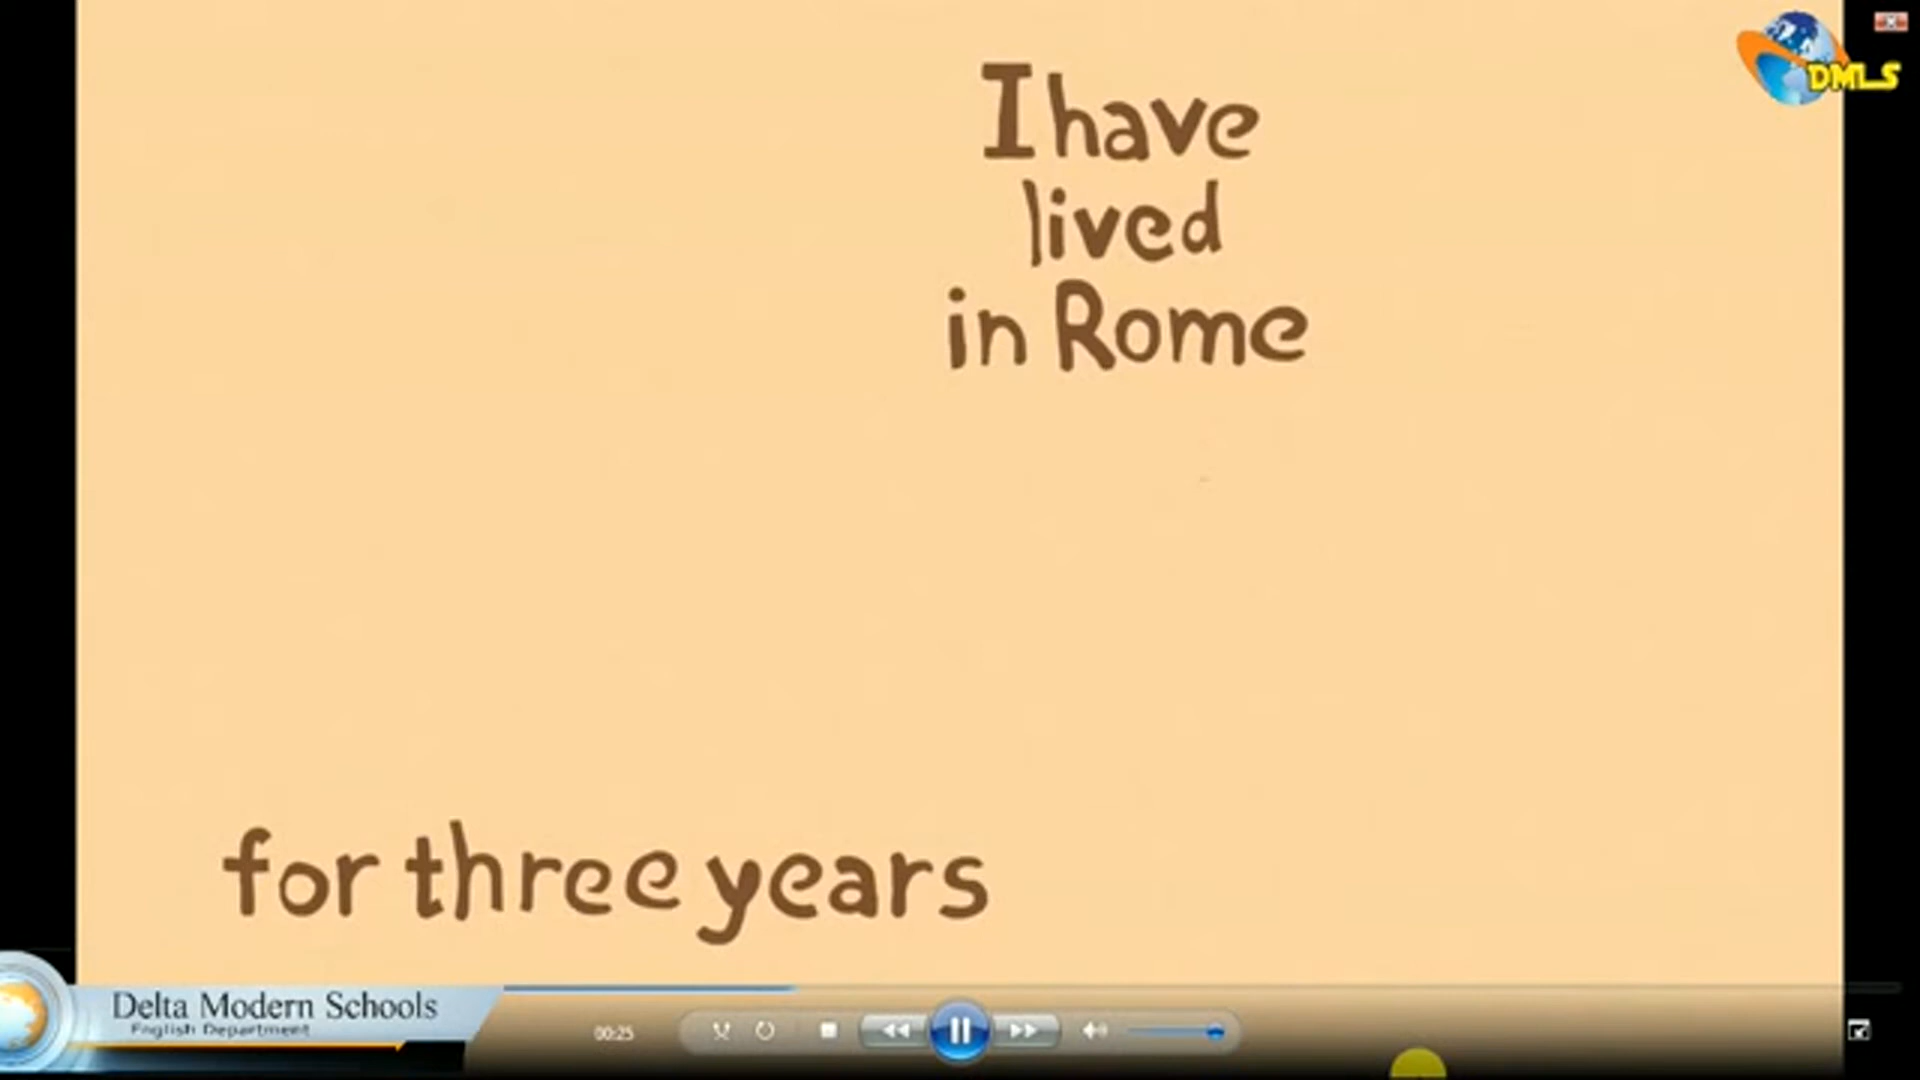 DMLS
I have
lived
in Rome
for three years
Delta Modern Schools
English Department
00:25